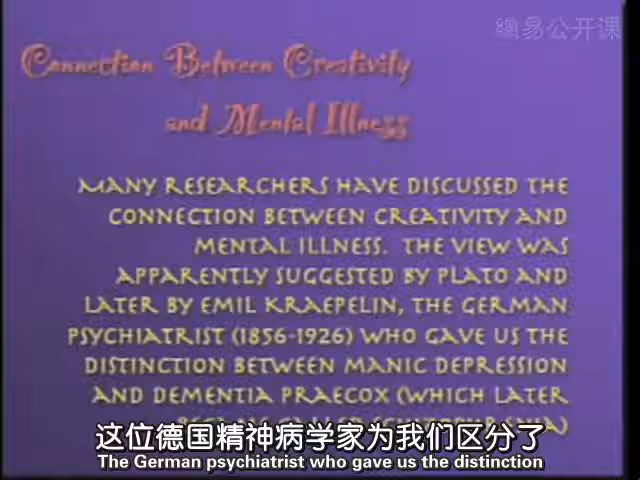 網易公开课
Connection Between Creativity
and Mental Illness
MANY RESEARCHERS HAVE DISCUSSED THE
CONNECTION BETWEEN CREATIVITY AND
MENTAL ILLNESS. THE VIEW WAS
APPARENTLY SUGGESTED BY PLATO AND
LATER BY EMIL KRAEPELIN, THE GERMAN
PSYCHIATRIST (1856-1926) WHO GAVE US THE
DISTINCTION BETWEEN MANIC DEPRESSION
AND DEMENTIA PRAECOX (WHICH LATER
这位德国精神病学家为我们区分了
The German psychiatrist who gave us the distinction